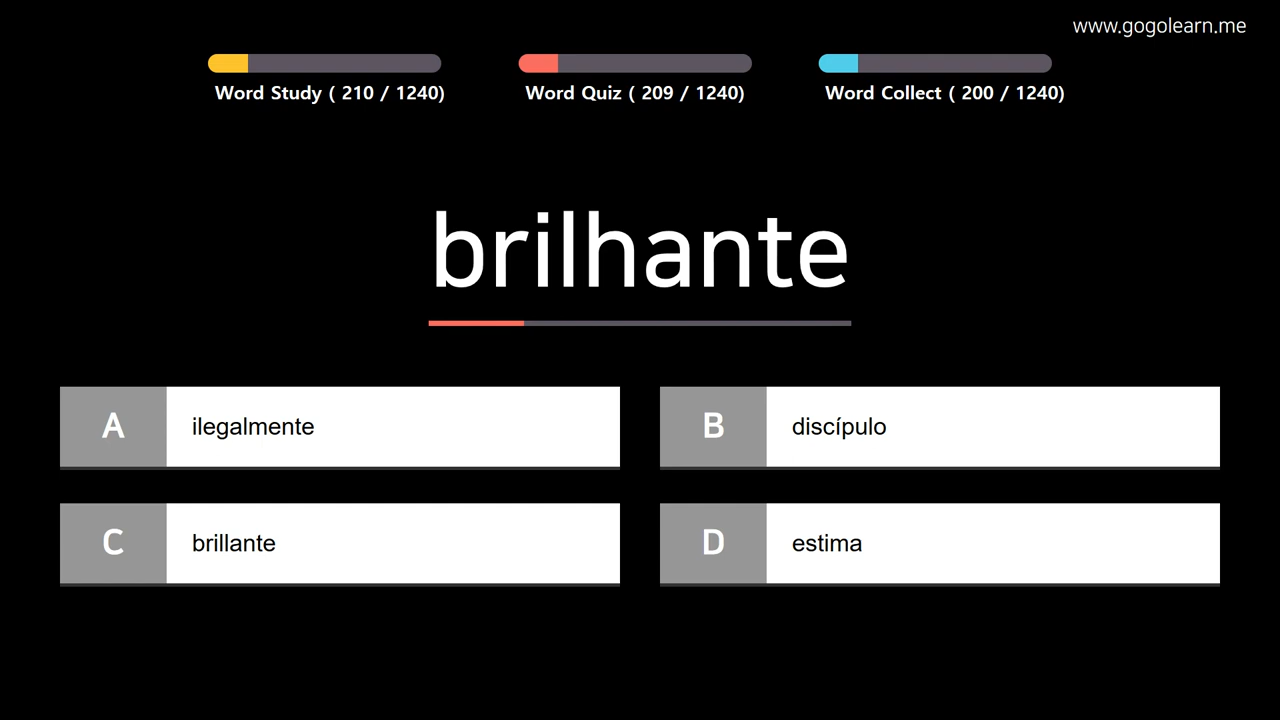 www.gogolearn.me
Word Study ( 210 / 1240)
Word Quiz ( 209 / 1240)
Word Collect ( 200 / 1240)
brilhante
A ilegalmente
B discípulo
C brillante
D estima